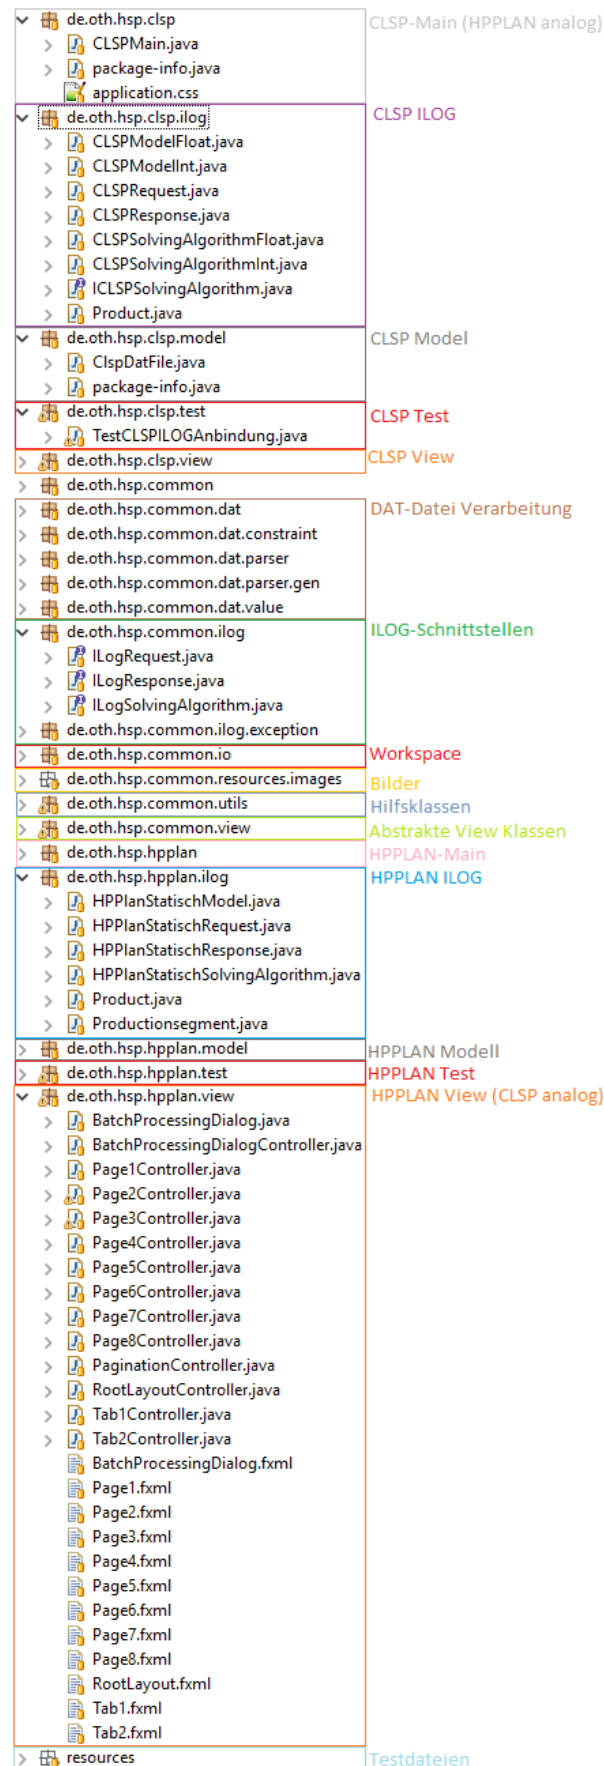 de.oth.hsp.clsp CLSP-Main (HPPLAN analog)
CLSPMain.java
package-info.java
application.css
de.oth.hsp.clsp.ilog CLSP ILOG
CLSPModelFloat.java
CLSPModelInt.java
CLSPRequest.java
CLSPResponse.java
CLSPSolvingAlgorithmFloat.java
CLSPSolvingAlgorithmInt.java
ICLSPSolvingAlgorithm.java
Product.java
de.oth.hsp.clsp.model CLSP Model
ClspDatFile.java
package-info.java
de.oth.hsp.clsp.test CLSP Test
TestCLSPILOGAnbindung.java
de.oth.hsp.clsp.view CLSP View
de.oth.hsp.common
de.oth.hsp.common.dat DAT-Datei Verarbeitung
de.oth.hsp.common.dat.constraint
de.oth.hsp.common.dat.parser
de.oth.hsp.common.dat.parser.gen
de.oth.hsp.common.dat.value
de.oth.hsp.common.ilog ILOG-Schnittstellen
ILogRequest.java
ILogResponse.java
ILogSolvingAlgorithm.java
de.oth.hsp.common.ilog.exception
de.oth.hsp.common.io Workspace
de.oth.hsp.common.resources.images Bilder
de.oth.hsp.common.utils Hilfsklassen
de.oth.hsp.common.view Abstrakte View Klassen
de.oth.hsp.hpplan HPPLAN-Main
de.oth.hsp.hpplan.ilog HPPLAN ILOG
HPPlanStatischModel.java
HPPlanStatischRequest.java
HPPlanStatischResponse.java
HPPlanStatischSolvingAlgorithm.java
Product.java
Productionsegment.java
de.oth.hsp.hpplan.model HPPLAN Modell
de.oth.hsp.hpplan.test HPPLAN Test
de.oth.hsp.hpplan.view HPPLAN View (CLSP analog)
BatchProcessingDialog.java
BatchProcessingDialogController.java
Page1Controller.java
Page2Controller.java
Page3Controller.java
Page4Controller.java
Page5Controller.java
Page6Controller.java
Page7Controller.java
Page8Controller.java
PaginationController.java
RootLayoutController.java
Tab1Controller.java
Tab2Controller.java
BatchProcessingDialog.fxml
Page1.fxml
Page2.fxml
Page3.fxml
Page4.fxml
Page5.fxml
Page6.fxml
Page7.fxml
Page8.fxml
RootLayout.fxml
Tab1.fxml
Tab2.fxml
resources Testdateien